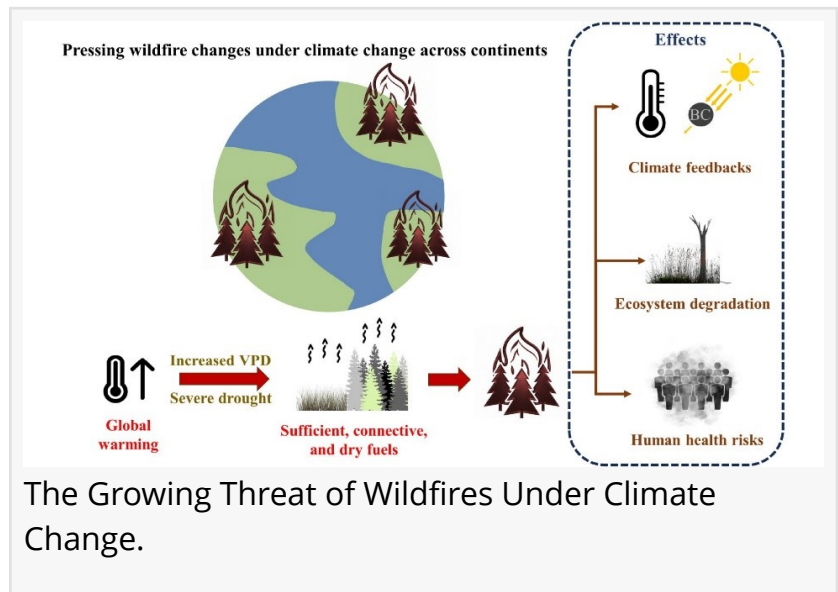 Pressing wildfire changes under climate change across continents
Effects
BC
Climate feedbacks
Ecosystem degradation
Human health risks
Increased VPD
Severe drought
Global
warming
Sufficient, connective,
and dry fuels
The Growing Threat of Wildfires Under Climate
Change.